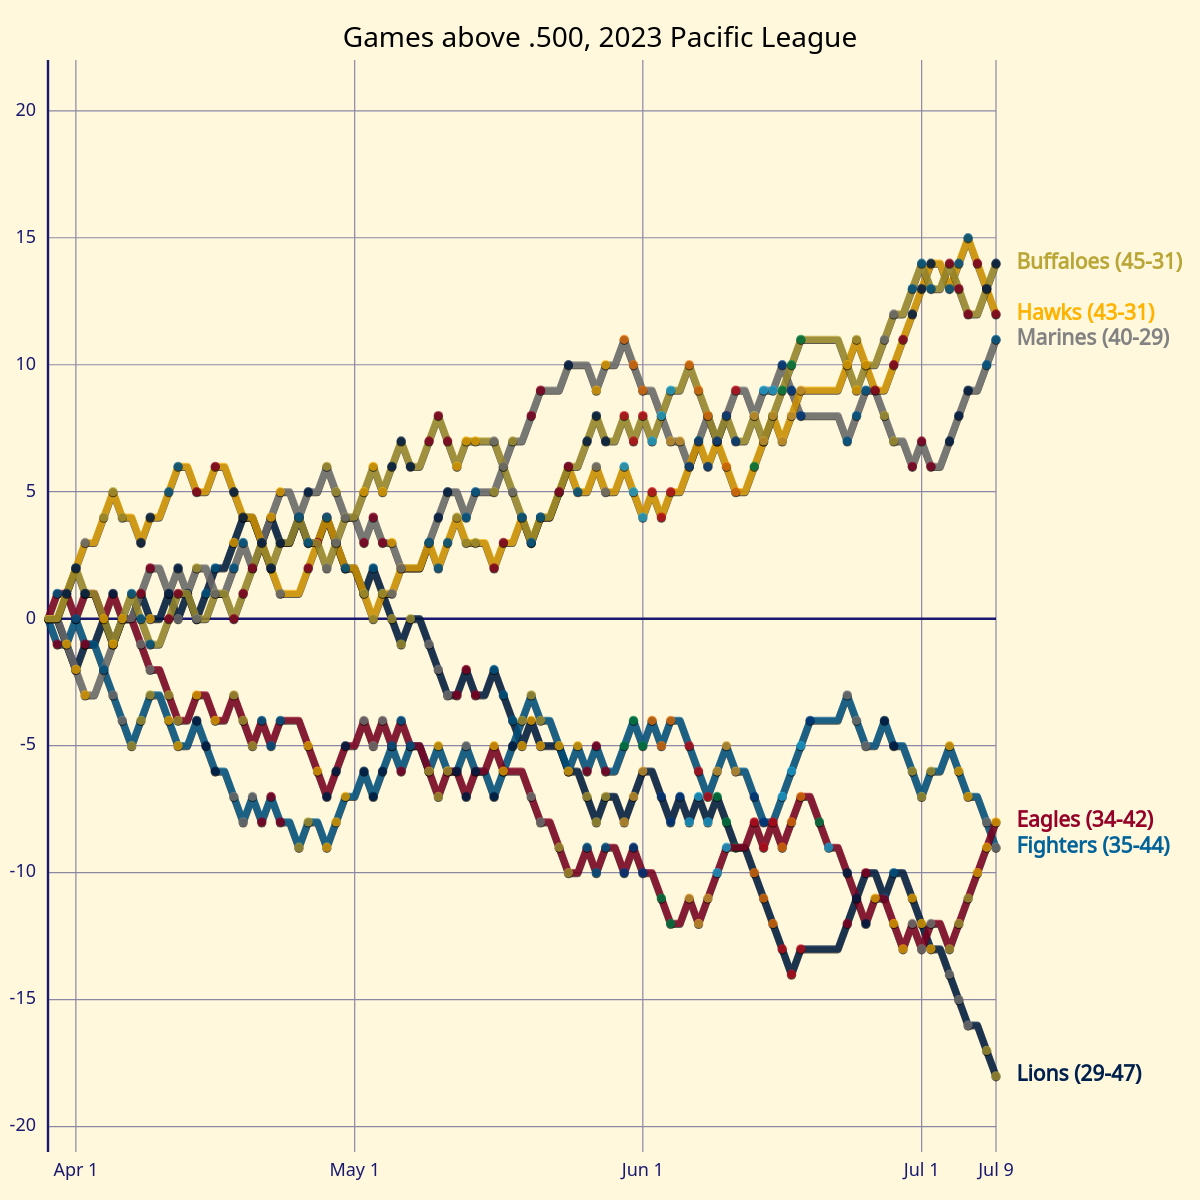 Games above .500, 2023 Pacific League
20
15
10
5
0
-5
-10
-15
-20
Buffaloes (45-31)
Hawks (43-31)
Marines (40-29)
Eagles (34-42)
Fighters (35-44)
Lions (29-47)
Apr 1
May 1
Jun 1
Jul 1
Jul 9